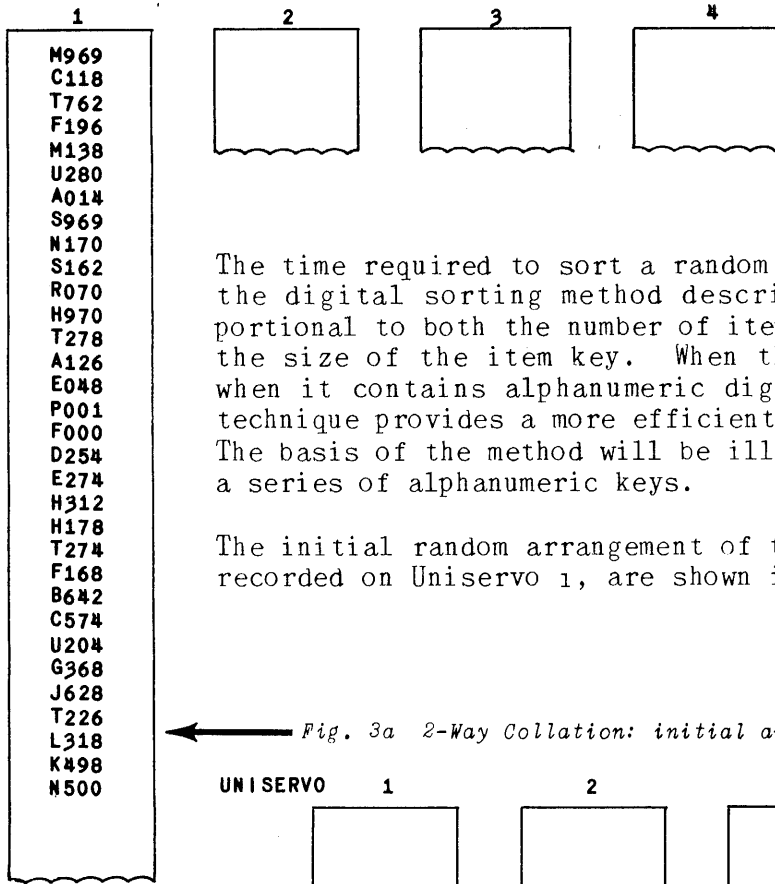 1 2 3 4
M969
C118
T762
F196
M138
U280
A014
S969
N170
S162
R070
H970
T278
A126
E048
P001
F000
D254
E274
H312
H178
T274
F168
B642
C574
U204
G368
J628
T226
L318
K498
N500
The time required to sort a random
the digital sorting method descri
portional to both the number of ite
the size of the item key. When t
when it contains alphanumeric dig
technique provides a more efficient
The basis of the method will be ill
a series of alphanumeric keys.
The initial random arrangement of t
recorded on Uniservo 1, are shown i
Fig. 3a 2-Way Collation: initial a
UNISERVO 1 2